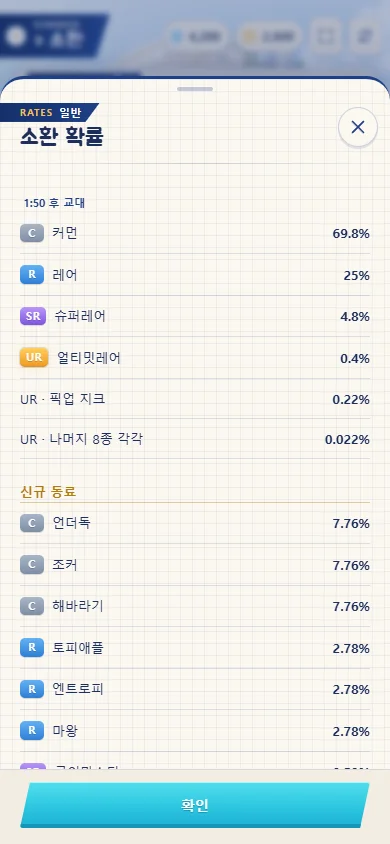 RATES 일반
소환 확률
1:50 후 교대
C 커먼 69.8%
R 레어 25%
SR 슈퍼레어 4.8%
UR 얼티밋레어 0.4%
UR · 픽업 지크 0.22%
UR · 나머지 8종 각각 0.022%
신규 동료
C 언더독 7.76%
C 조커 7.76%
C 해바라기 7.76%
R 토피애플 2.78%
R 엔트로피 2.78%
R 마왕 2.78%
확인